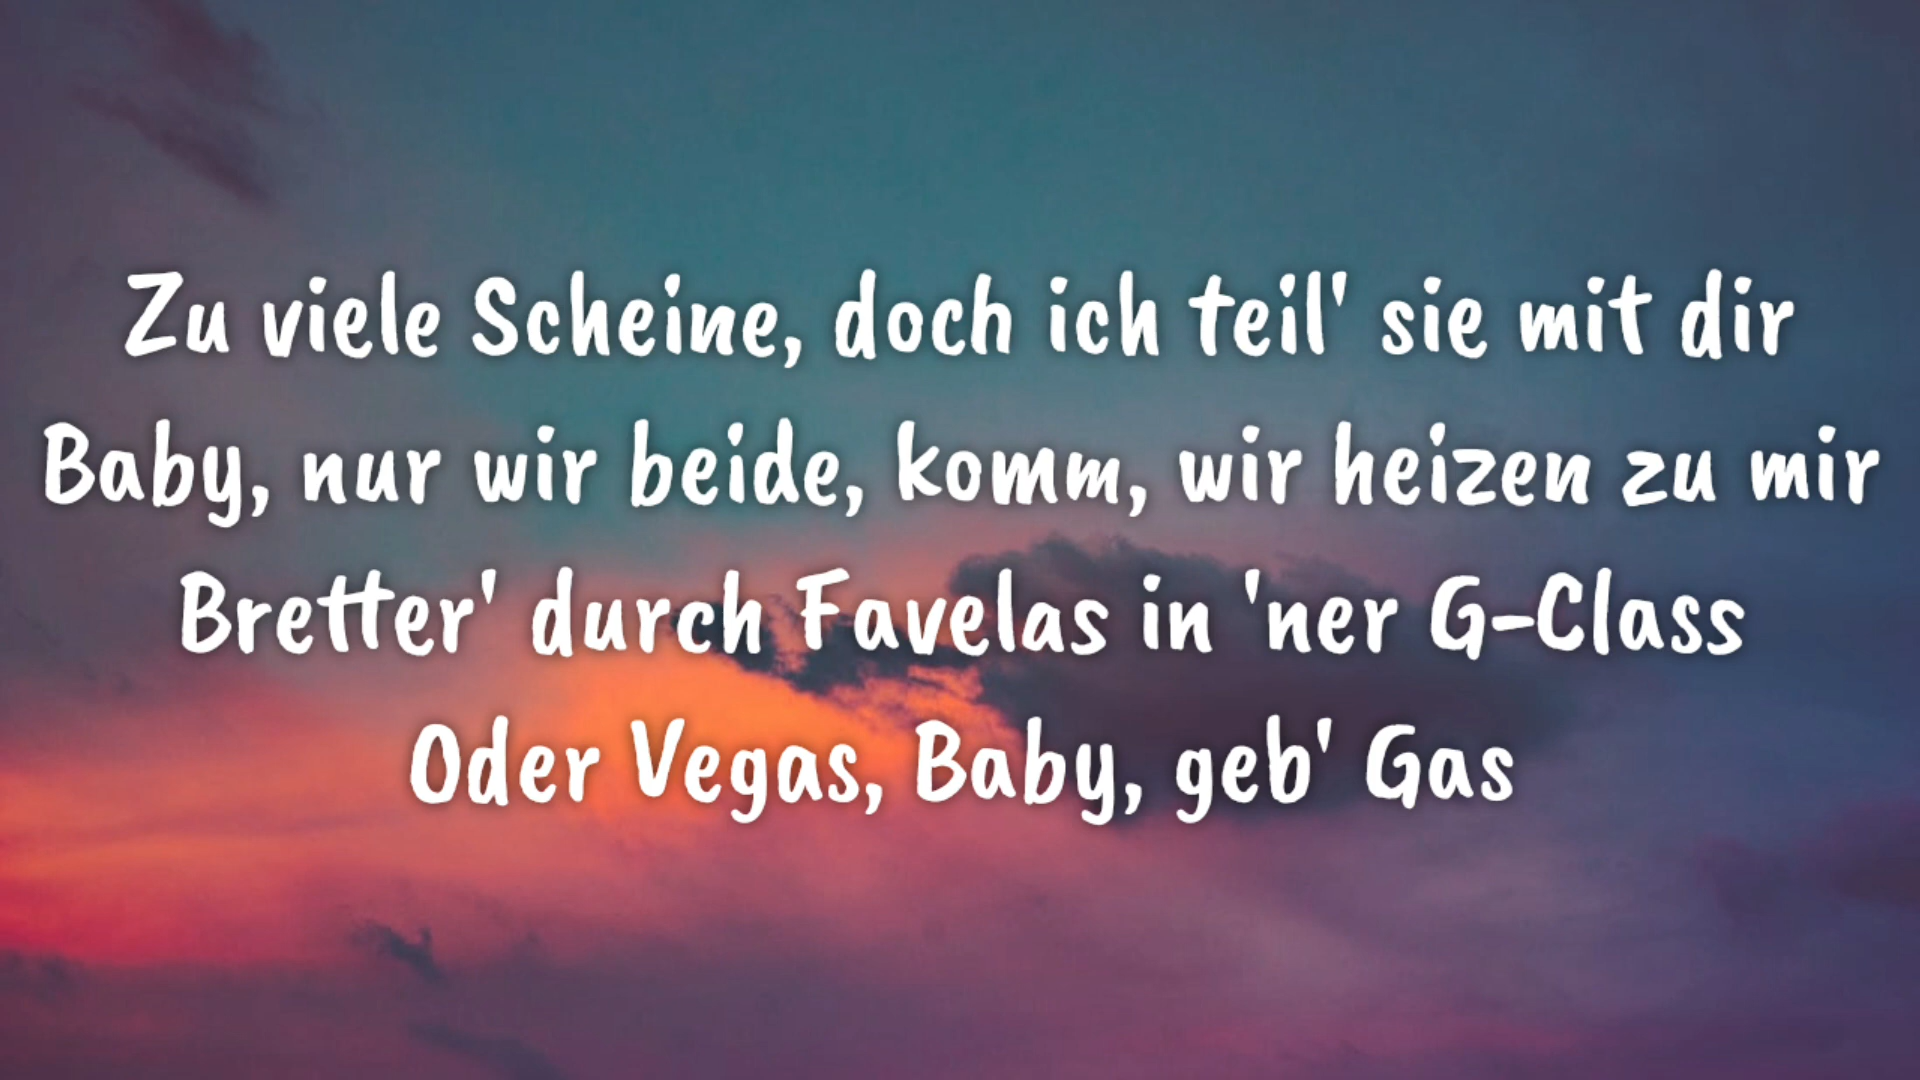 Zu viele Scheine, doch ich teil' sie mit dir
Baby, nur wir beide, komm, wir heizen zu mir
Bretter' durch Favelas in 'ner G-Class
Oder Vegas, Baby, geb' Gas